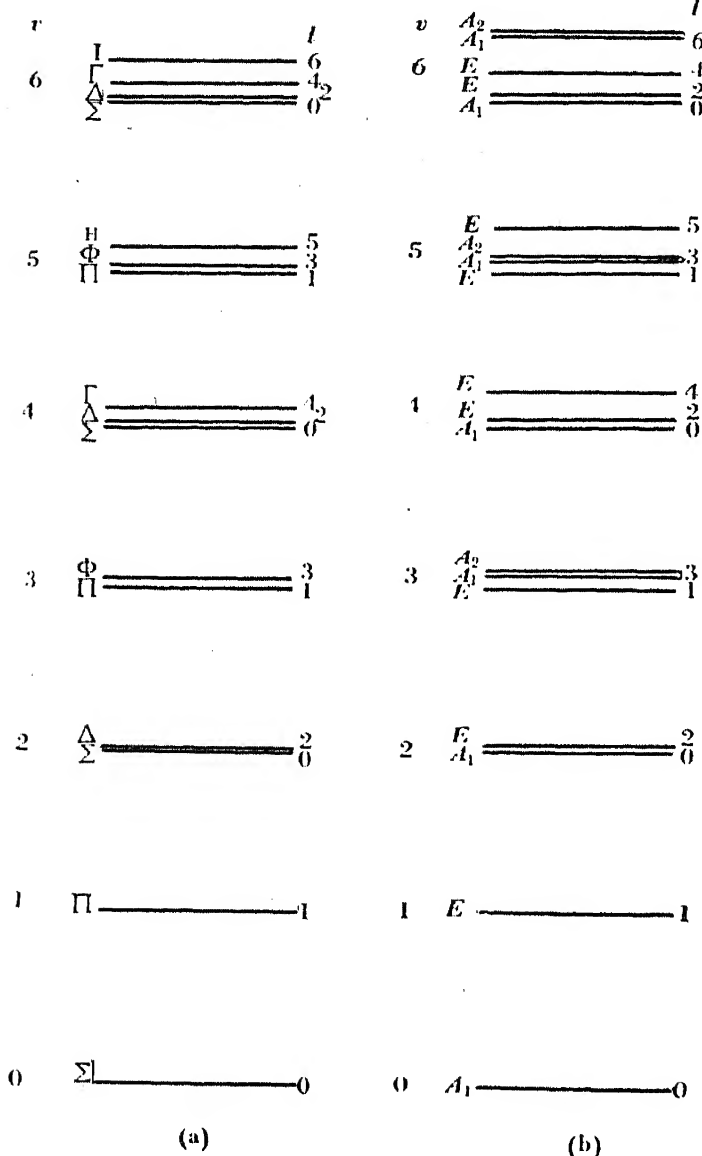 v l v l
A₂
I 6 A₁ 6
6 Γ 4 6 E 4
Δ 2 E 2
Σ 0 A₁ 0
H 5 E 5
5 Φ 3 5 A₂
Π 1 A₁ 3
E 1
Γ 4 E 4
4 Δ 2 4 E 2
Σ 0 A₁ 0
Φ 3 A₂
3 Π 1 3 A₁ 3
E 1
2 Δ 2 2 E 2
Σ 0 A₁ 0
1 Π 1 1 E 1
0 Σ 0 0 A₁ 0
(a) (b)